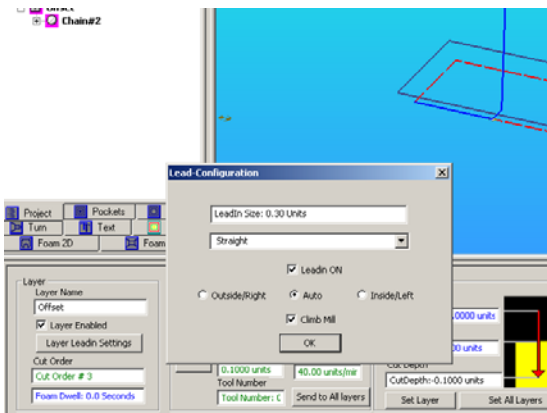 Offset
Chain#2
Lead-Configuration
LeadIn Size: 0.30 Units
Straight
Leadin ON
Outside/Right
Auto
Inside/Left
Climb Mill
OK
Project
Pockets
Turn
Text
Foam 2D
Foam
Layer
Layer Name
Offset
Layer Enabled
Layer Leadin Settings
Cut Order
Cut Order # 3
Foam Dwell: 0.0 Seconds
0.1000 units
40.00 units/mir
Tool Number
Tool Number: 0
Send to All layers
.0000 units
00 units
Cut Depth
CutDepth:-0.1000 units
Set Layer
Set All Layers